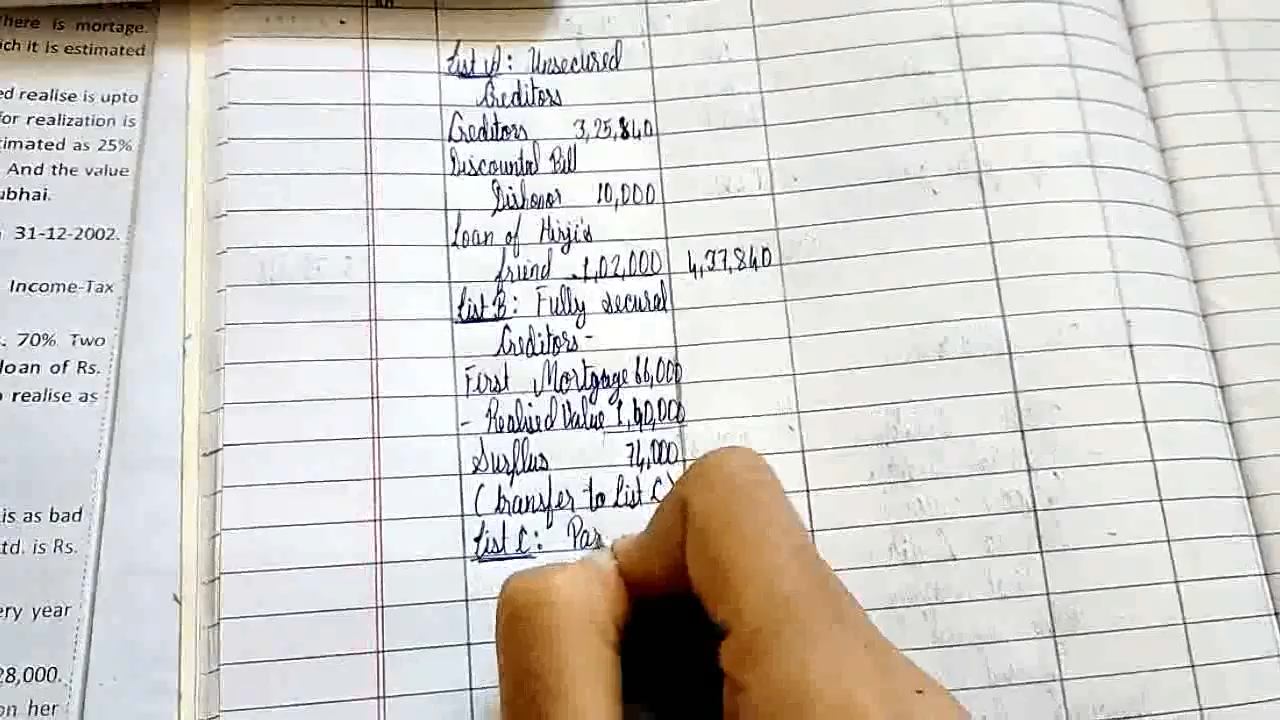 here is mortage.
ich it is estimated
ed realise is upto
for realization is
timated as 25%
And the value
ubhai.
31-12-2002.
Income-Tax
70% Two
loan of Rs.
realise as
is as bad
td. is Rs.
ery year
28,000.
on her
List A: Unsecured
Creditors
Creditors 3,25,840
Discounted Bill
Dishonor 10,000
Loan of Hirji's
friend 1,02,000 4,37,840
List B: Fully secured
Creditors-
First Mortgage 66,000
- Realised Value 1,40,000
Surplus 74,000
(transfer to List C)
List C: Par